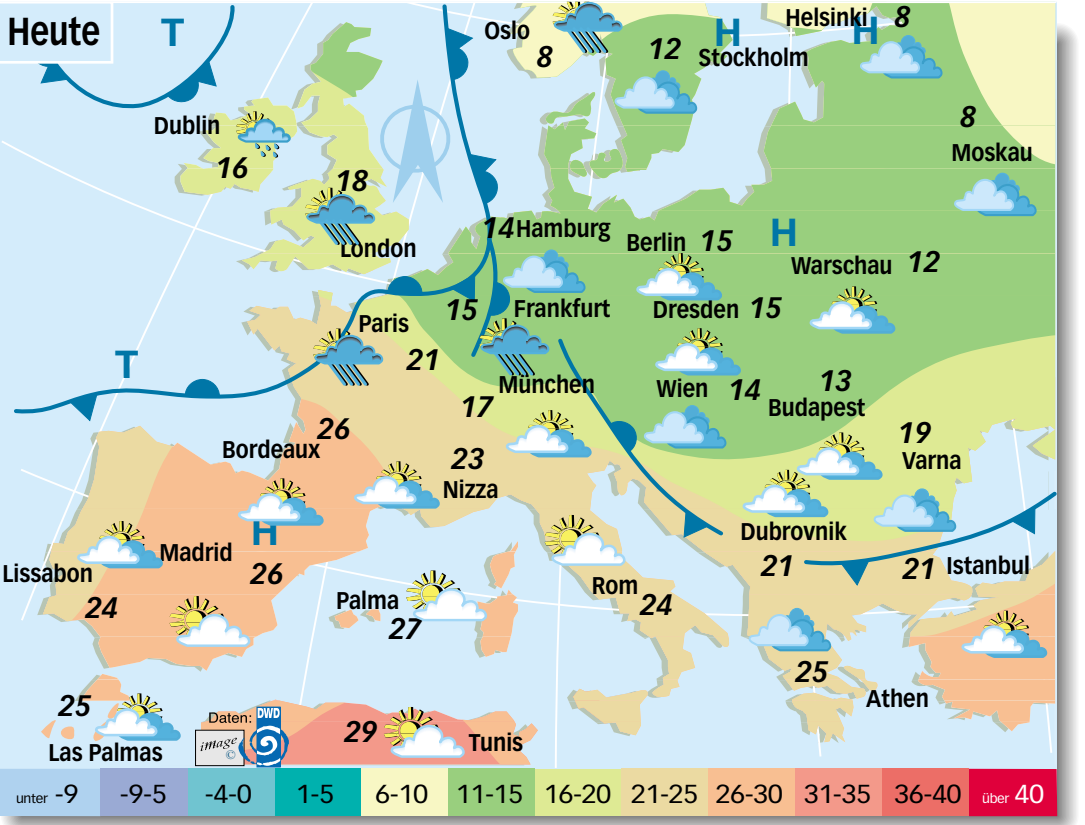 Heute
T
Oslo
8
12
H
Stockholm
Helsinki
H
8
Dublin
16
18
London
8
Moskau
14 Hamburg
Berlin 15
H
Warschau 12
15
Frankfurt
Dresden 15
Paris
21
T
München
17
Wien 14
13
Budapest
26
Bordeaux
23
Nizza
19
Varna
H
Madrid
26
Lissabon
24
Dubrovnik
21
21 Istanbul
Palma
27
Rom
24
25
Athen
25
Las Palmas
Daten:
DWD
image
©
29
Tunis
unter -9 -9-5 -4-0 1-5 6-10 11-15 16-20 21-25 26-30 31-35 36-40 über 40